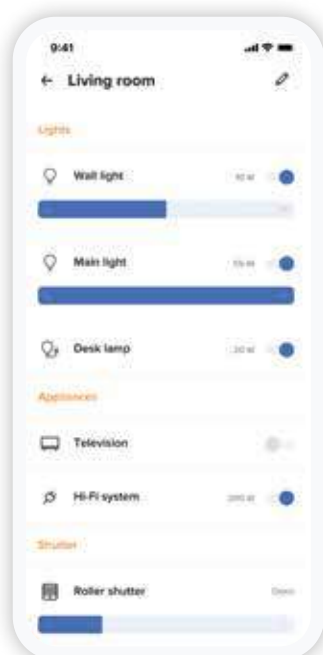 9:41
Living room
Lights
Wall light
Main light
Desk lamp
Appliances
Television
Hi-Fi system
Shutter
Roller shutter